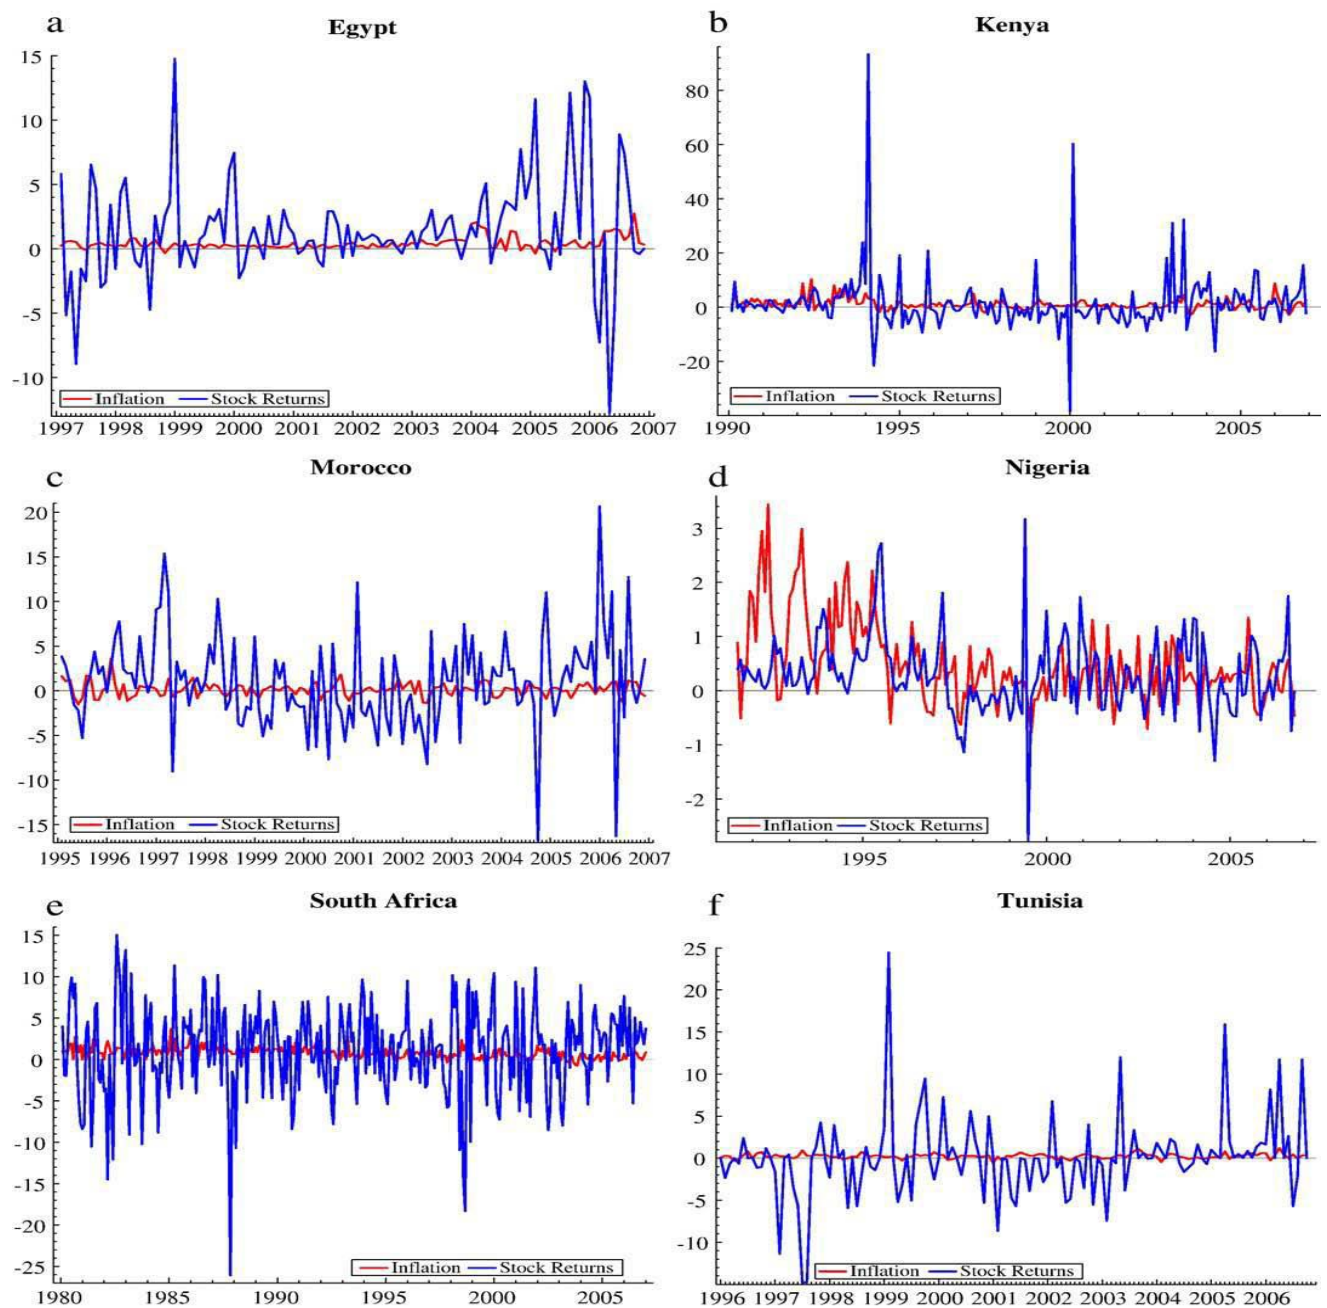 a
Egypt
15
10
5
0
-5
-10
Inflation Stock Returns
1997 1998 1999 2000 2001 2002 2003 2004 2005 2006 2007
b
Kenya
80
60
40
20
0
-20
Inflation Stock Returns
1990 1995 2000 2005
c
Morocco
20
15
10
5
0
-5
-10
-15
Inflation Stock Returns
1995 1996 1997 1998 1999 2000 2001 2002 2003 2004 2005 2006 2007
d
Nigeria
3
2
1
0
-1
-2
Inflation Stock Returns
1995 2000 2005
e
South Africa
15
10
5
0
-5
-10
-15
-20
-25
Inflation Stock Returns
1980 1985 1990 1995 2000 2005
f
Tunisia
25
20
15
10
5
0
-5
-10
Inflation Stock Returns
1996 1997 1998 1999 2000 2001 2002 2003 2004 2005 2006